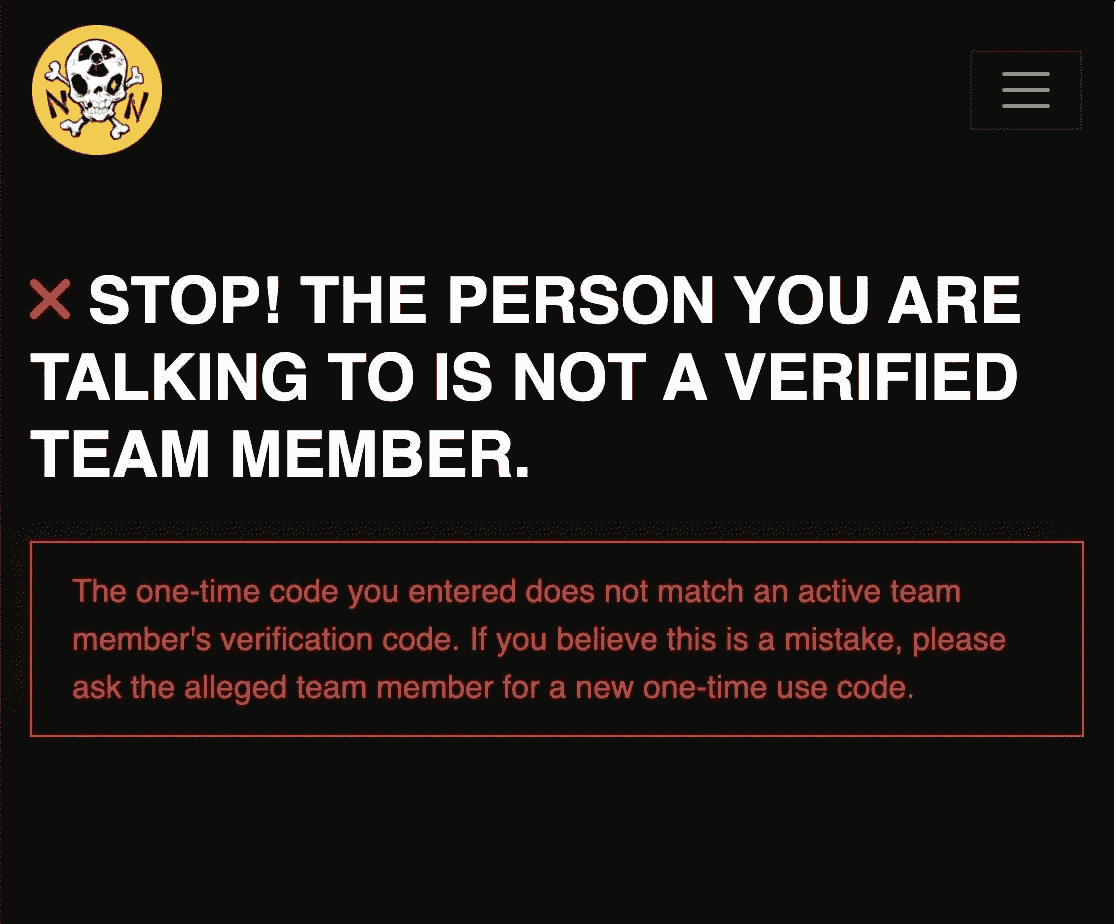 N N
❌ STOP! THE PERSON YOU ARE
TALKING TO IS NOT A VERIFIED
TEAM MEMBER.
The one-time code you entered does not match an active team
member's verification code. If you believe this is a mistake, please
ask the alleged team member for a new one-time use code.